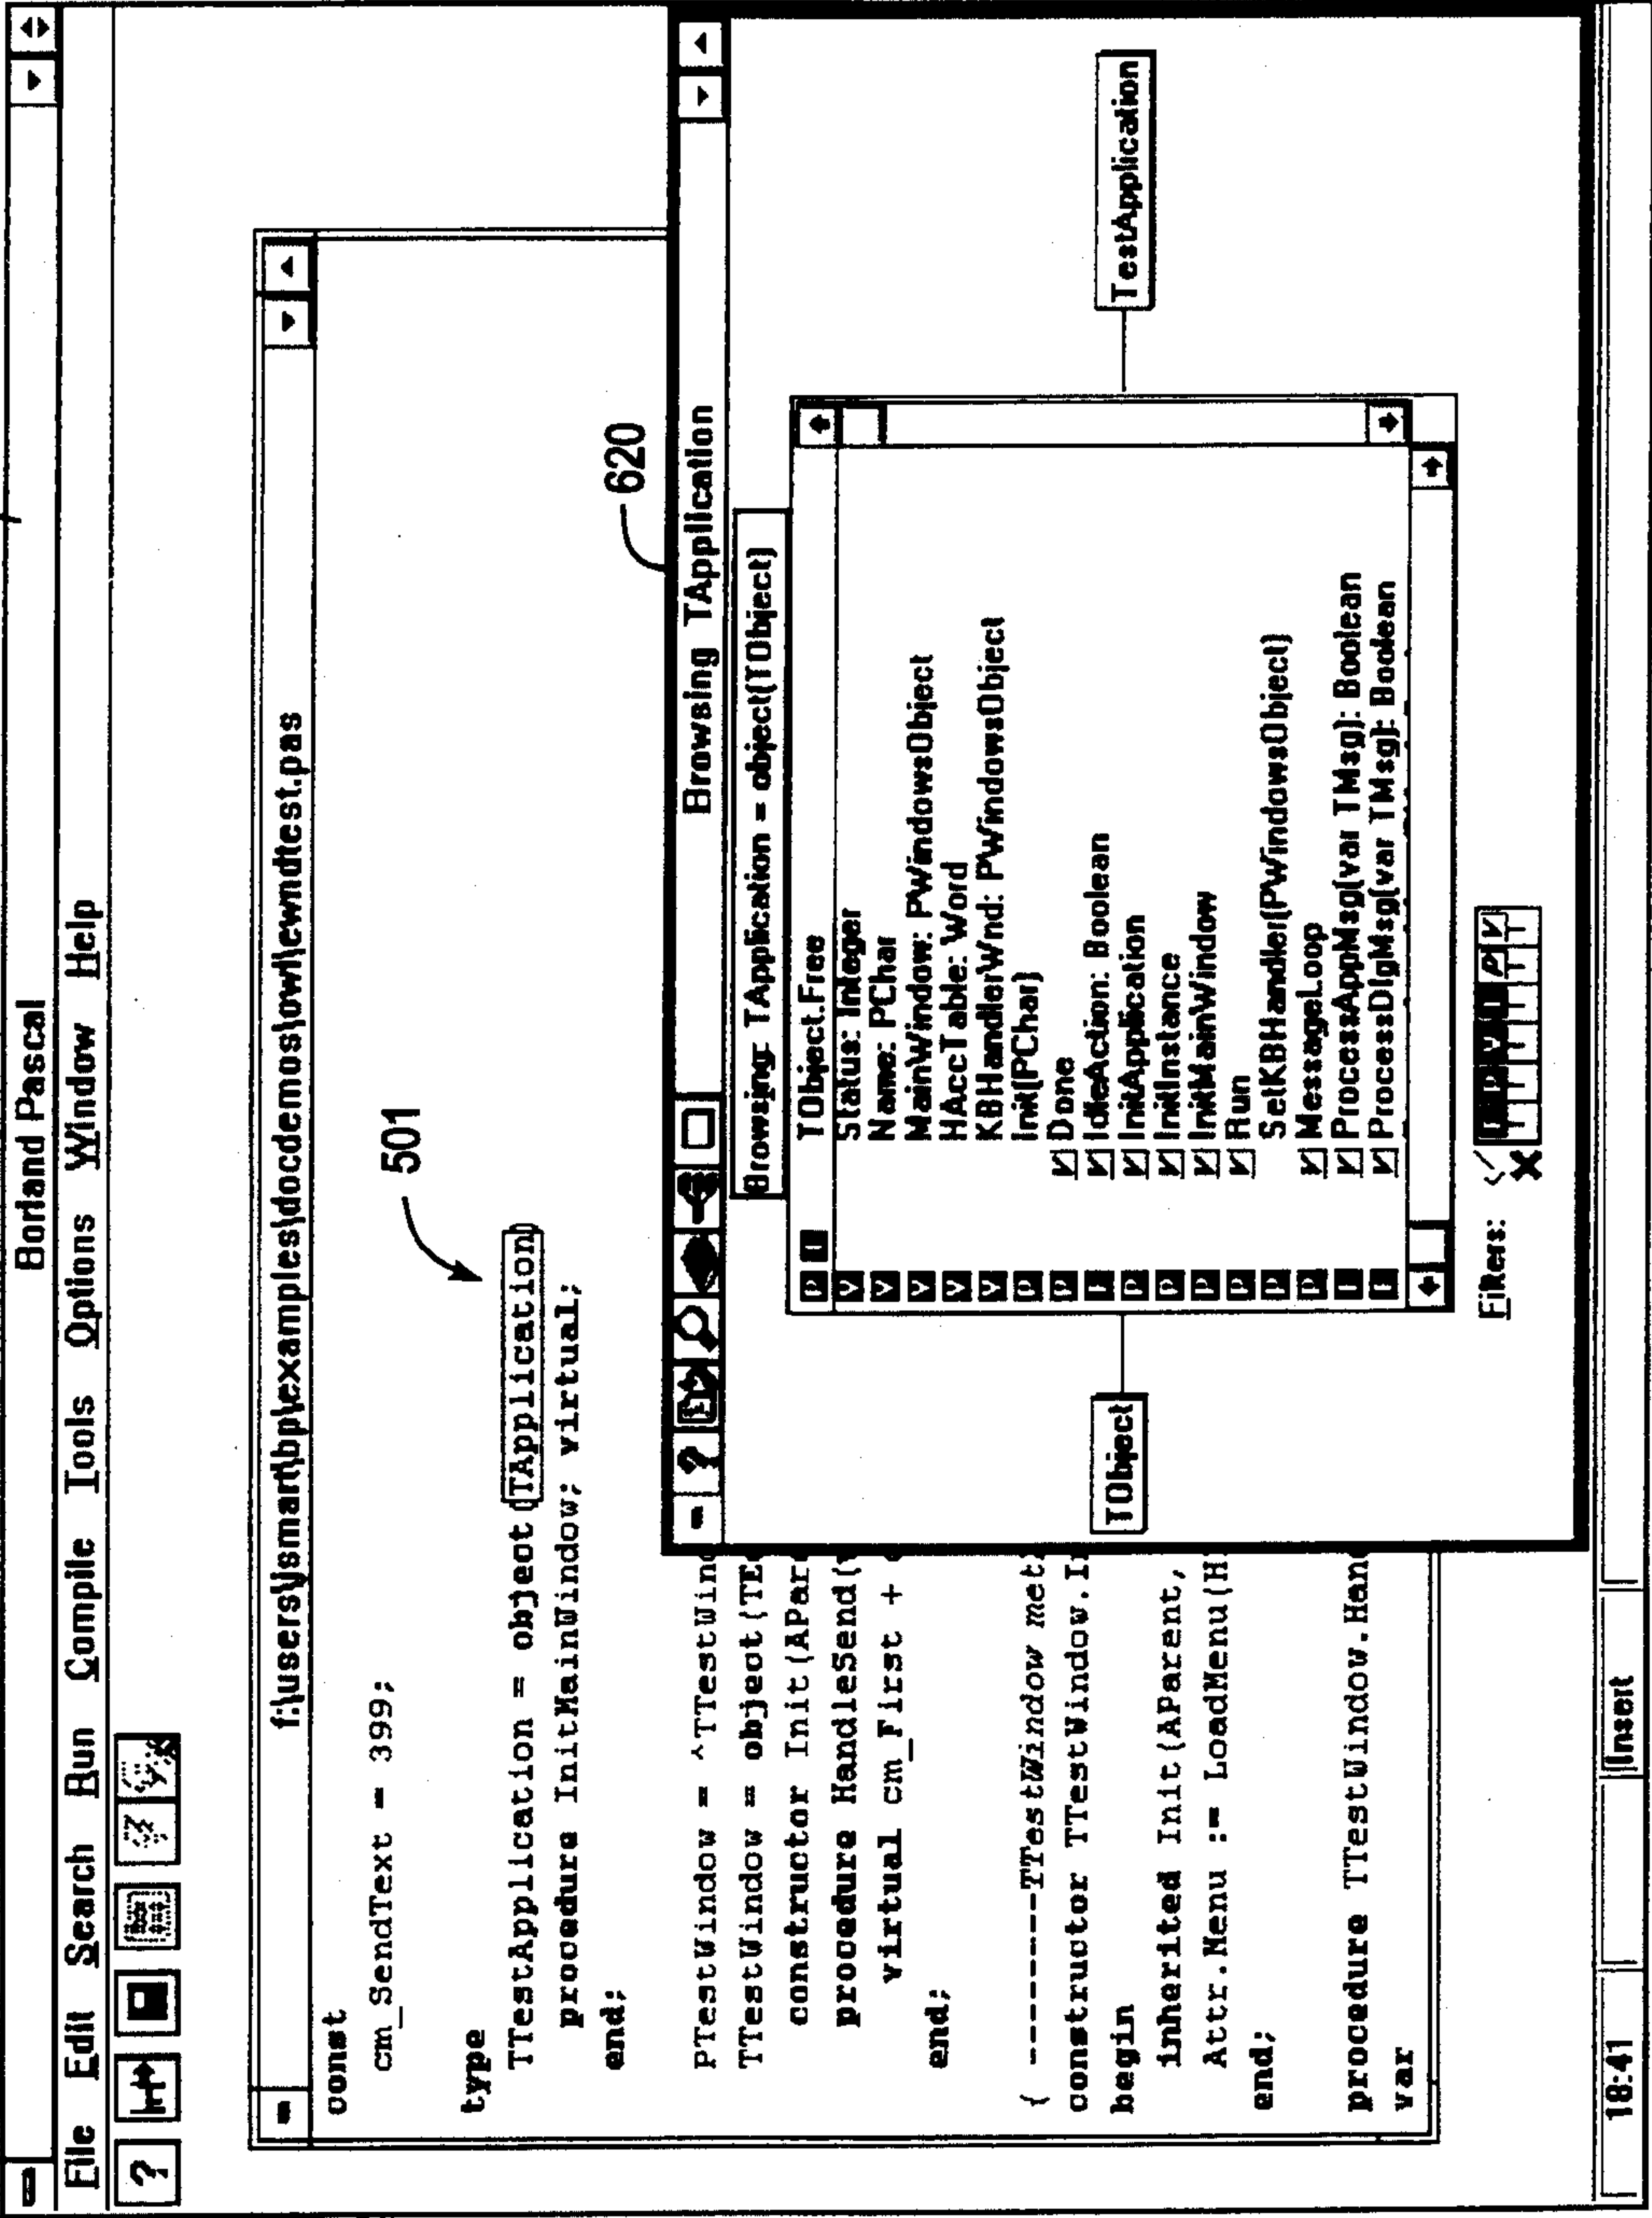 Borland Pascal
File Edit Search Run Compile Tools Options Window Help
?
f:\users\jsmart\bp\examples\docdemos\owl\ewndtest.pas
const
cm_SendText = 399;
501
type
TTestApplication = object(TApplication)
procedure InitMainWindow; virtual;
end;
620
PTestWindow = ^TTestWin
TTestWindow = object(TE
constructor Init(APar
procedure HandleSend(
virtual cm_First +
end;
{ --------TTestWindow met
constructor TTestWindow.I
begin
inherited Init(AParent,
Attr.Menu := LoadMenu(H
end;
procedure TTestWindow.Han
var
? Browsing TApplication
Browsing: TApplication = object(TObject)
P I TObject.Free
V Status: Integer
V Name: PChar
V MainWindow: PWindowsObject
V HAccTable: Word
V KBHandlerWnd: PWindowsObject
P Init(PChar)
P V Done
F V IdleAction: Boolean
P V InitApplication
P V InitInstance
P V InitMainWindow
P V Run
P SetKBHandler(PWindowsObject)
P V MessageLoop
F V ProcessAppMsg(var TMsg): Boolean
F V ProcessDlgMsg(var TMsg): Boolean
TObject
TestApplication
Filters:
18:41 Insert